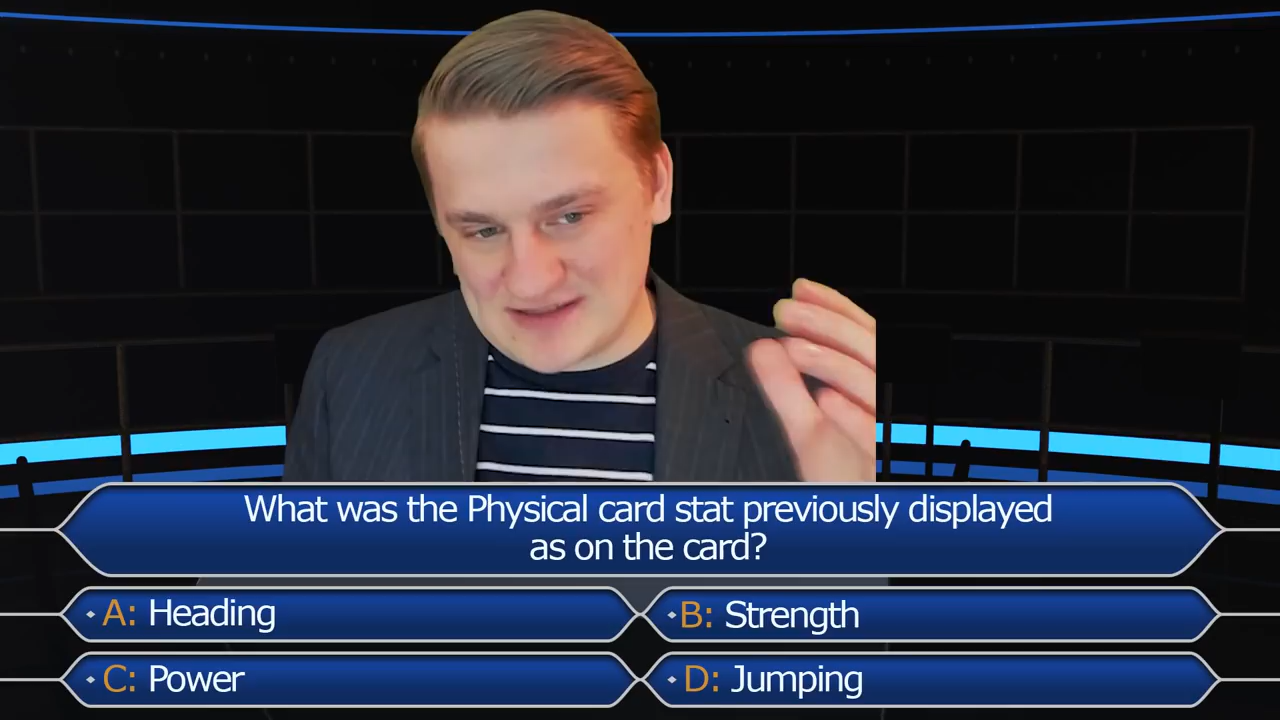 What was the Physical card stat previously displayed
as on the card?
A: Heading
B: Strength
C: Power
D: Jumping